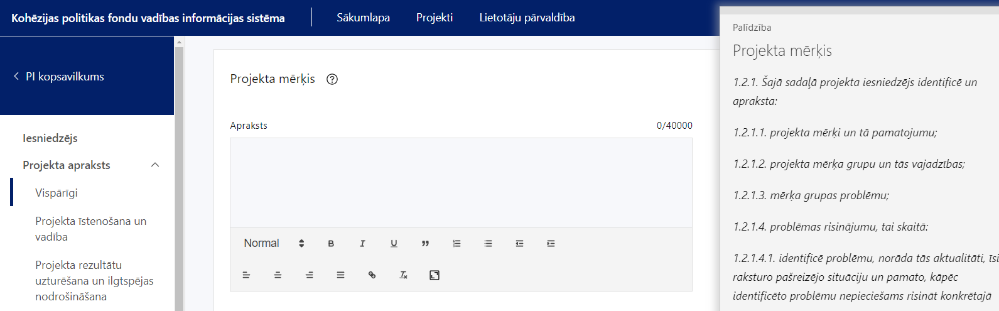 Kohēzijas politikas fondu vadības informācijas sistēma
Sākumlapa
Projekti
Lietotāju pārvaldība
PI kopsavilkums
Iesniedzējs
Projekta apraksts
Vispārīgi
Projekta īstenošana un
vadība
Projekta rezultātu
uzturēšana un ilgtspējas
nodrošināšana
Projekta mērķis
Apraksts
0/40000
Normal
Palīdzība
Projekta mērķis
1.2.1. Šajā sadaļā projekta iesniedzējs identificē un
apraksta:
1.2.1.1. projekta mērķi un tā pamatojumu;
1.2.1.2. projekta mērķa grupu un tās vajadzības;
1.2.1.3. mērķa grupas problēmu;
1.2.1.4. problēmas risinājumu, tai skaitā:
1.2.1.4.1. identificē problēmu, norāda tās aktualitāti, īsi
raksturo pašreizējo situāciju un pamato, kāpēc
identificēto problēmu nepieciešams risināt konkrētajā